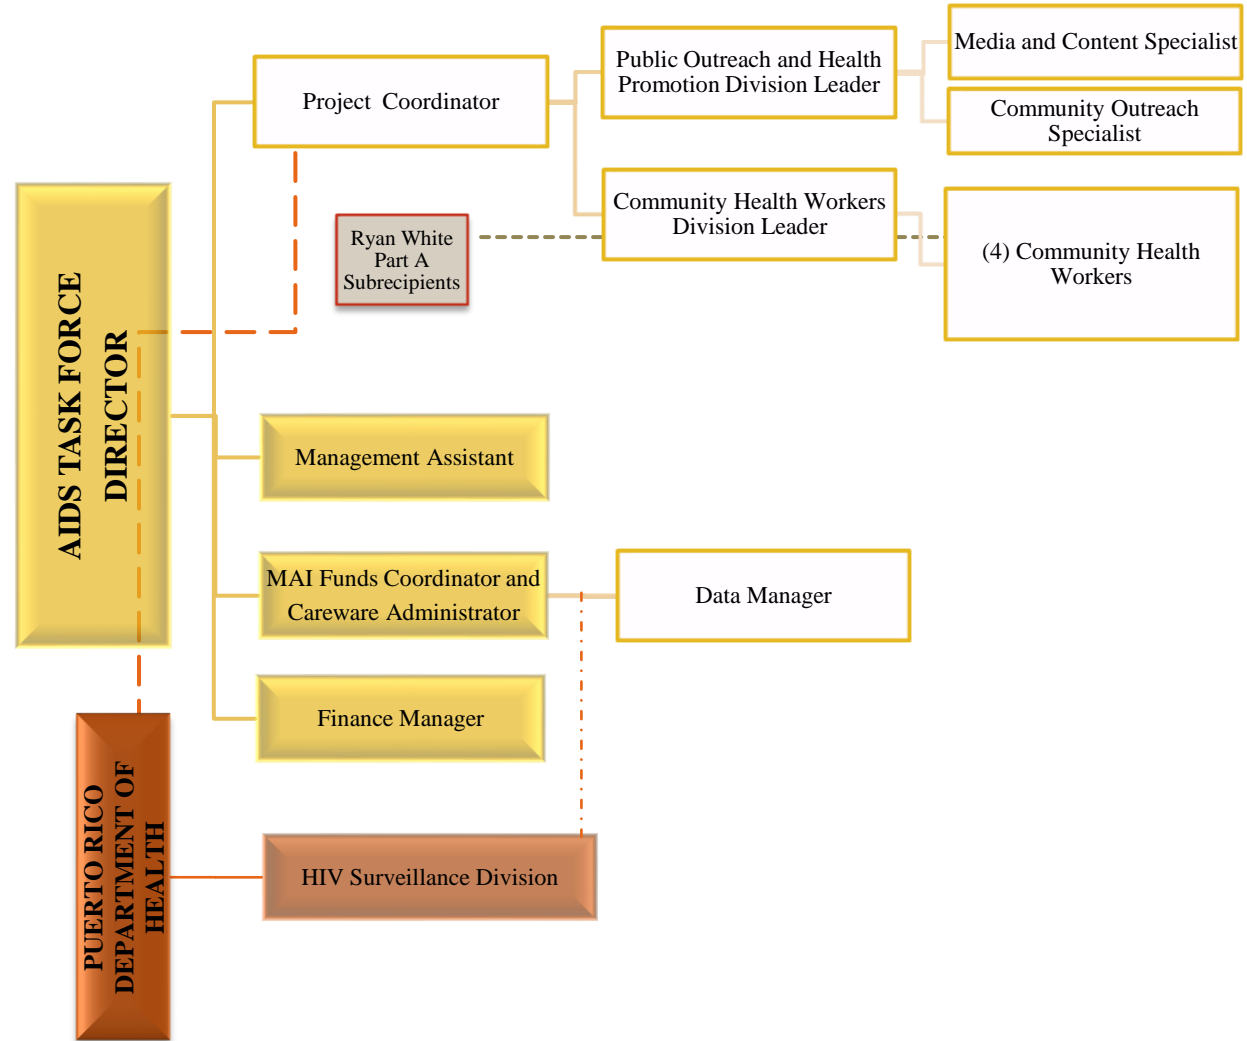 Media and Content Specialist
Public Outreach and Health
Promotion Division Leader
Project Coordinator
Community Outreach
Specialist
Community Health Workers
Division Leader
Ryan White
Part A
Subrecipients
(4) Community Health
Workers
AIDS TASK FORCE
DIRECTOR
Management Assistant
MAI Funds Coordinator and
Careware Administrator
Data Manager
Finance Manager
PUERTO RICO
DEPARTMENT OF
HEALTH
HIV Surveillance Division